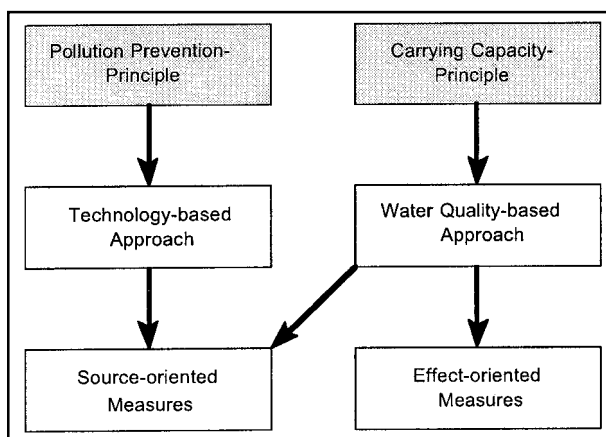 Pollution Prevention-
Principle
Carrying Capacity-
Principle
Technology-based
Approach
Water Quality-based
Approach
Source-oriented
Measures
Effect-oriented
Measures